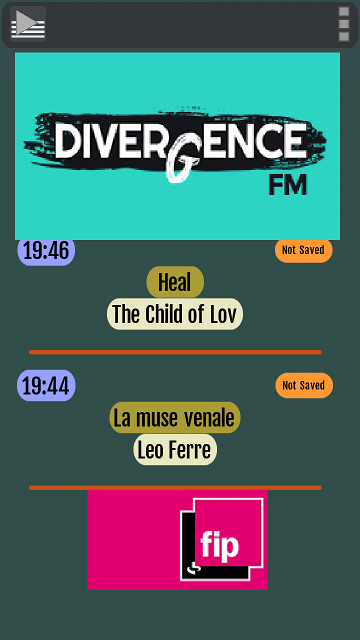 DIVERGENCE
FM
19:46
Not Saved
Heal
The Child of Lov
19:44
Not Saved
La muse venale
Leo Ferre
fip